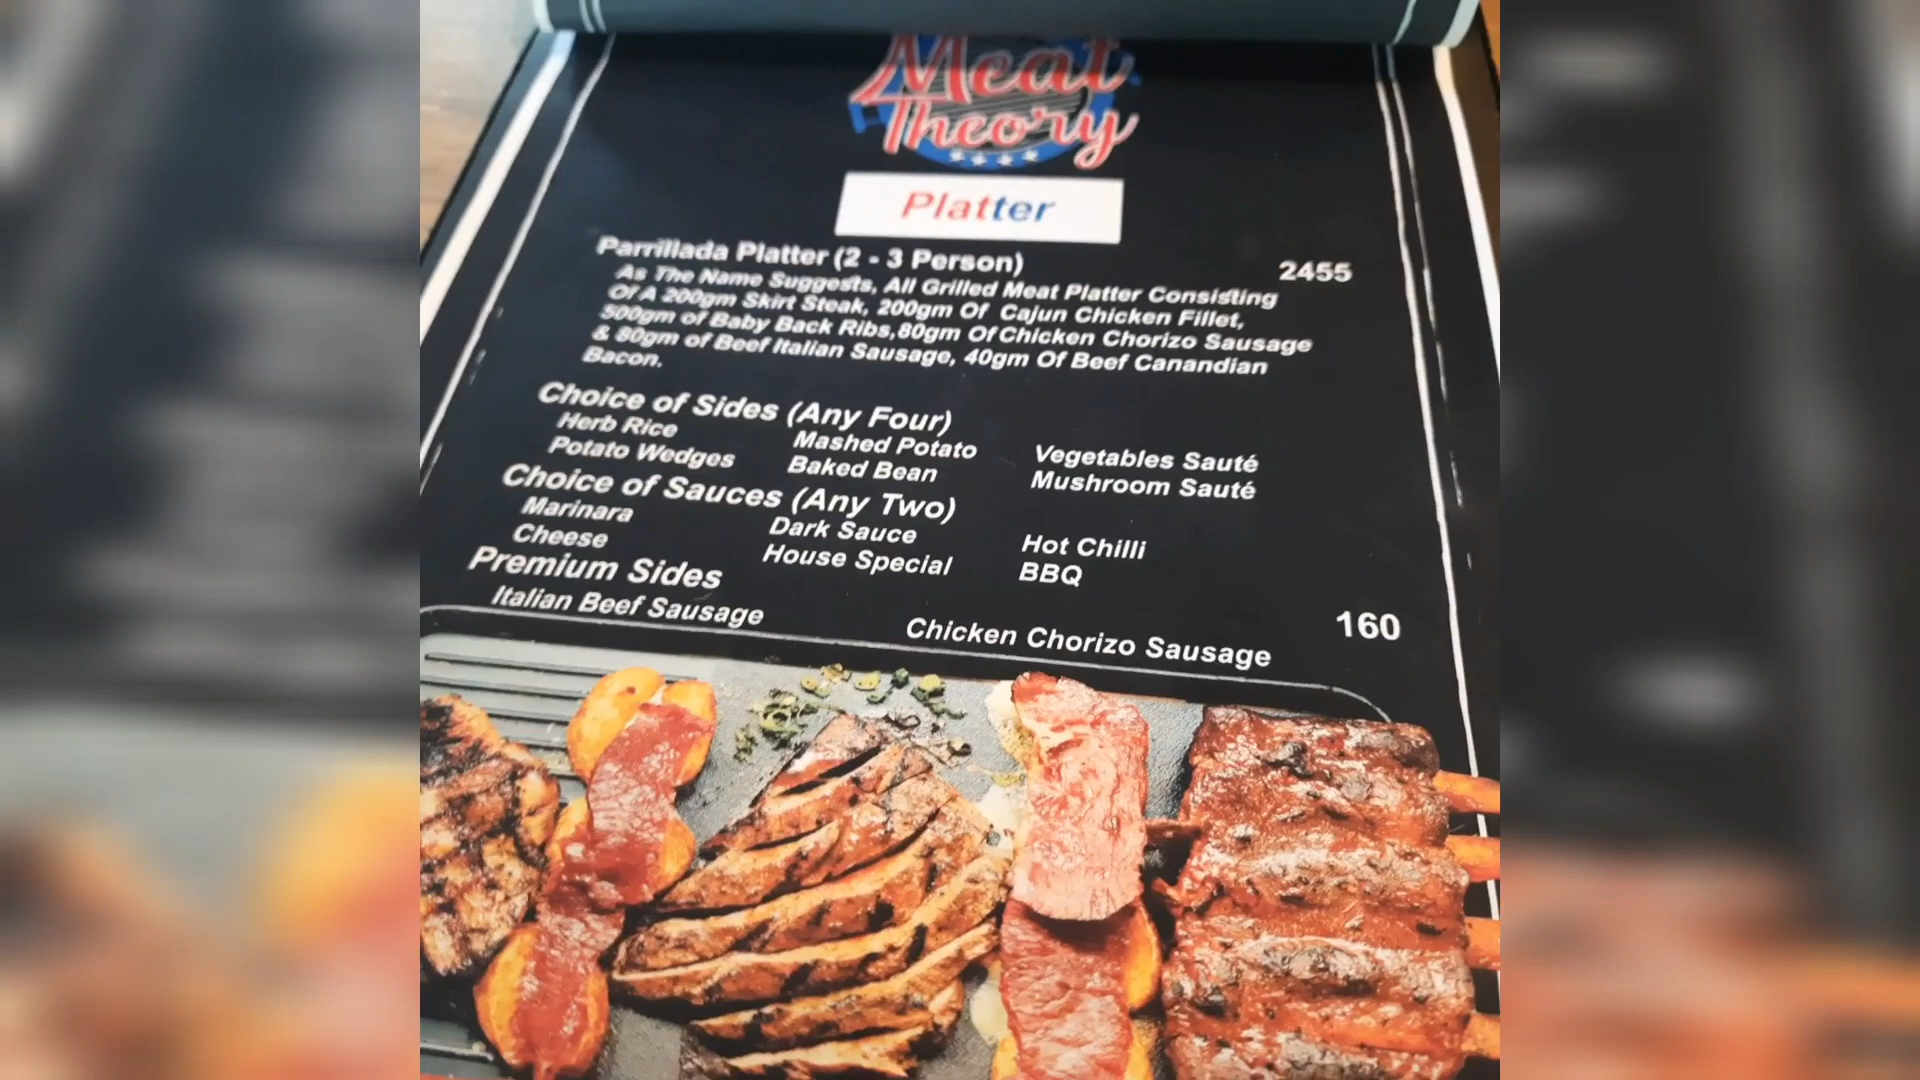 Meat
Theory
Platter
Parrillada Platter (2 - 3 Person) 2455
As The Name Suggests, All Grilled Meat Platter Consisting
Of A 200gm Skirt Steak, 200gm Of Cajun Chicken Fillet,
500gm of Baby Back Ribs,80gm Of Chicken Chorizo Sausage
& 80gm of Beef Italian Sausage, 40gm Of Beef Canandian
Bacon.
Choice of Sides (Any Four)
Herb Rice Mashed Potato Vegetables Sauté
Potato Wedges Baked Bean Mushroom Sauté
Choice of Sauces (Any Two)
Marinara Dark Sauce Hot Chilli
Cheese House Special BBQ
Premium Sides
Italian Beef Sausage Chicken Chorizo Sausage 160